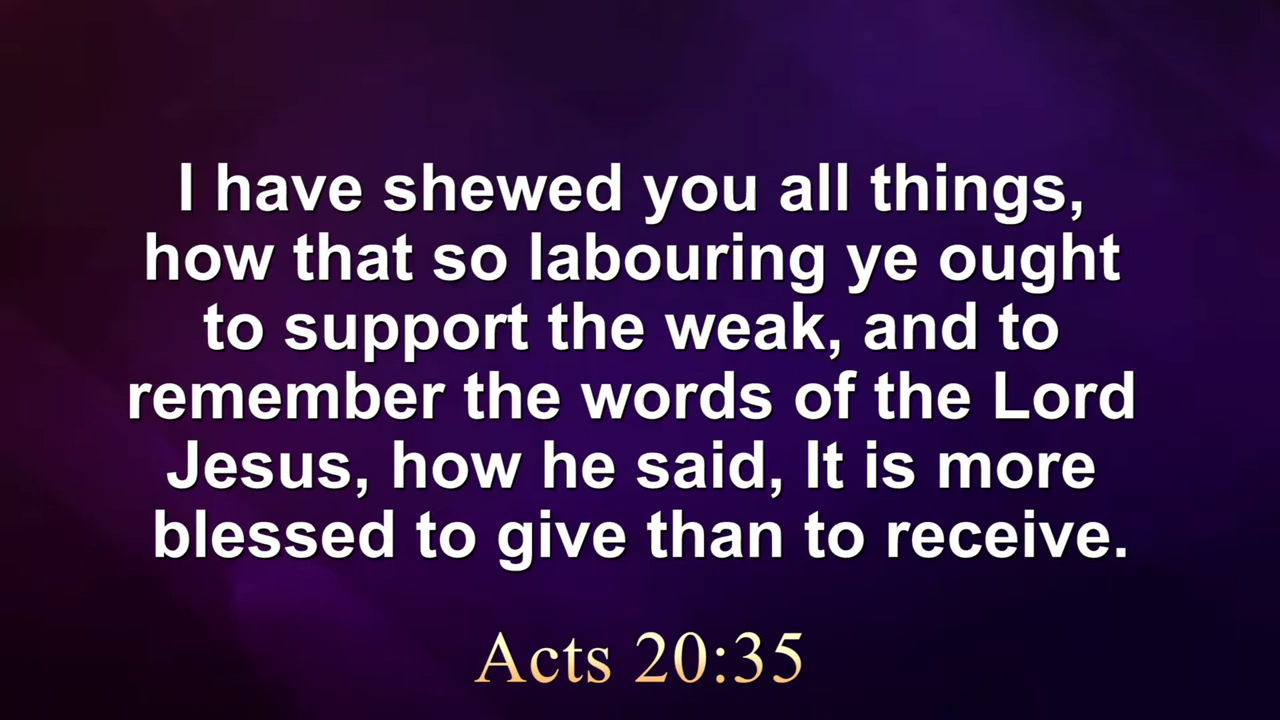 I have shewed you all things,
how that so labouring ye ought
to support the weak, and to
remember the words of the Lord
Jesus, how he said, It is more
blessed to give than to receive.
Acts 20:35